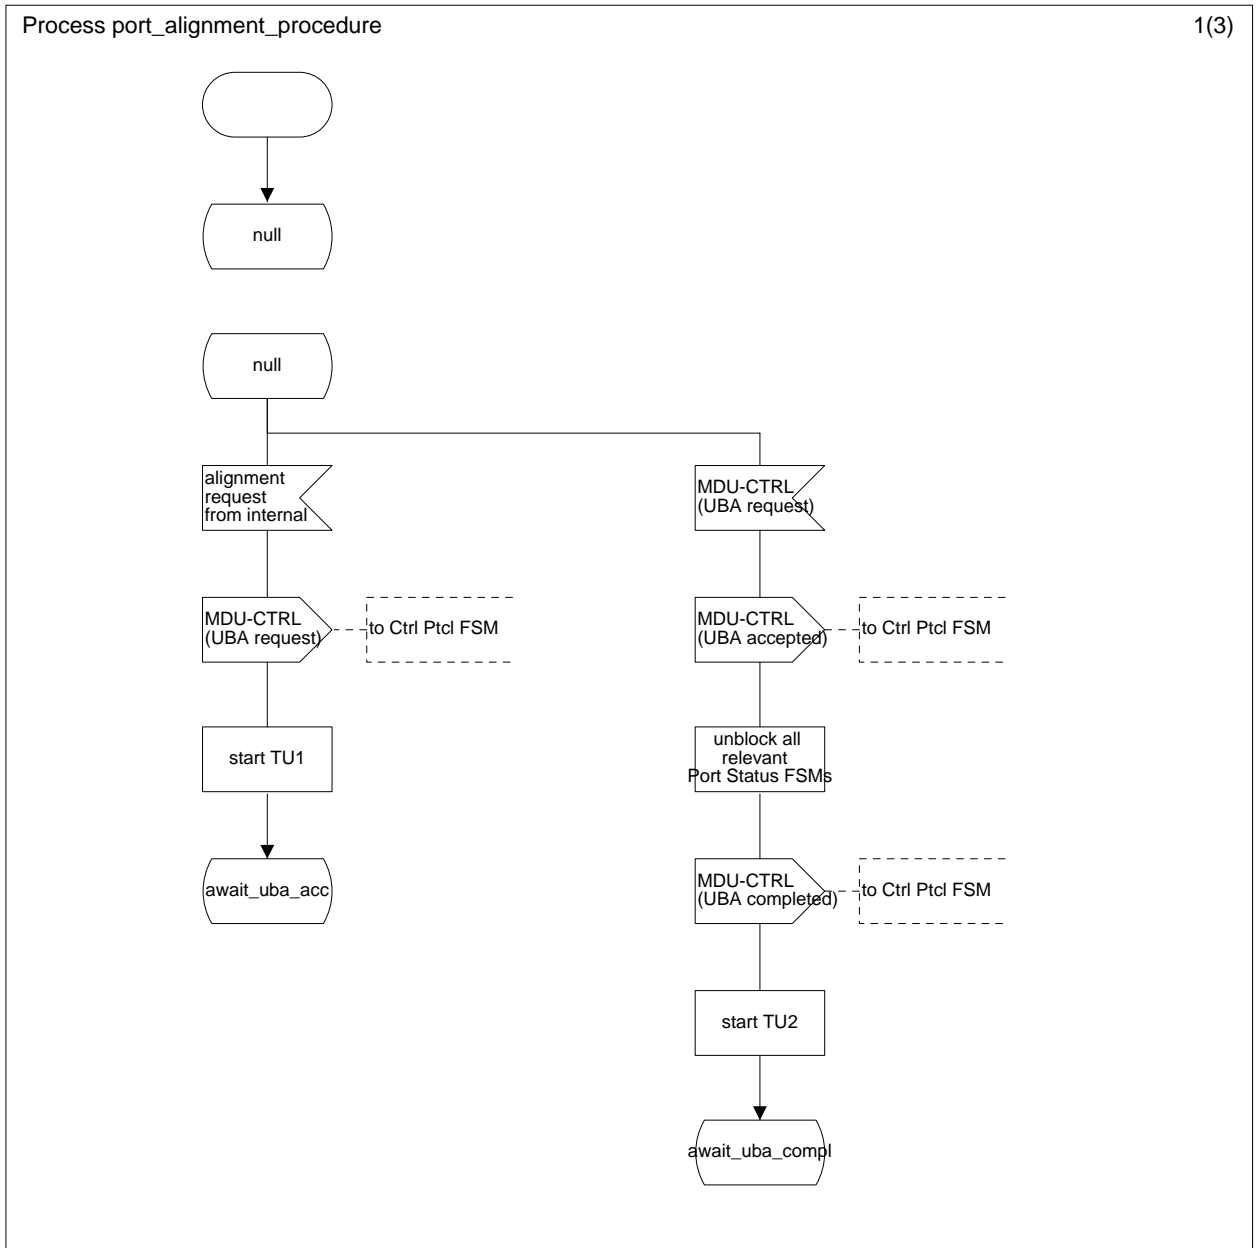 Process port_alignment_procedure
1(3)
null
null
alignment
request
from internal
MDU-CTRL
(UBA request)
to Ctrl Ptcl FSM
start TU1
await_uba_acc
MDU-CTRL
(UBA request)
MDU-CTRL
(UBA accepted)
to Ctrl Ptcl FSM
unblock all
relevant
Port Status FSMs
MDU-CTRL
(UBA completed)
to Ctrl Ptcl FSM
start TU2
await_uba_compl